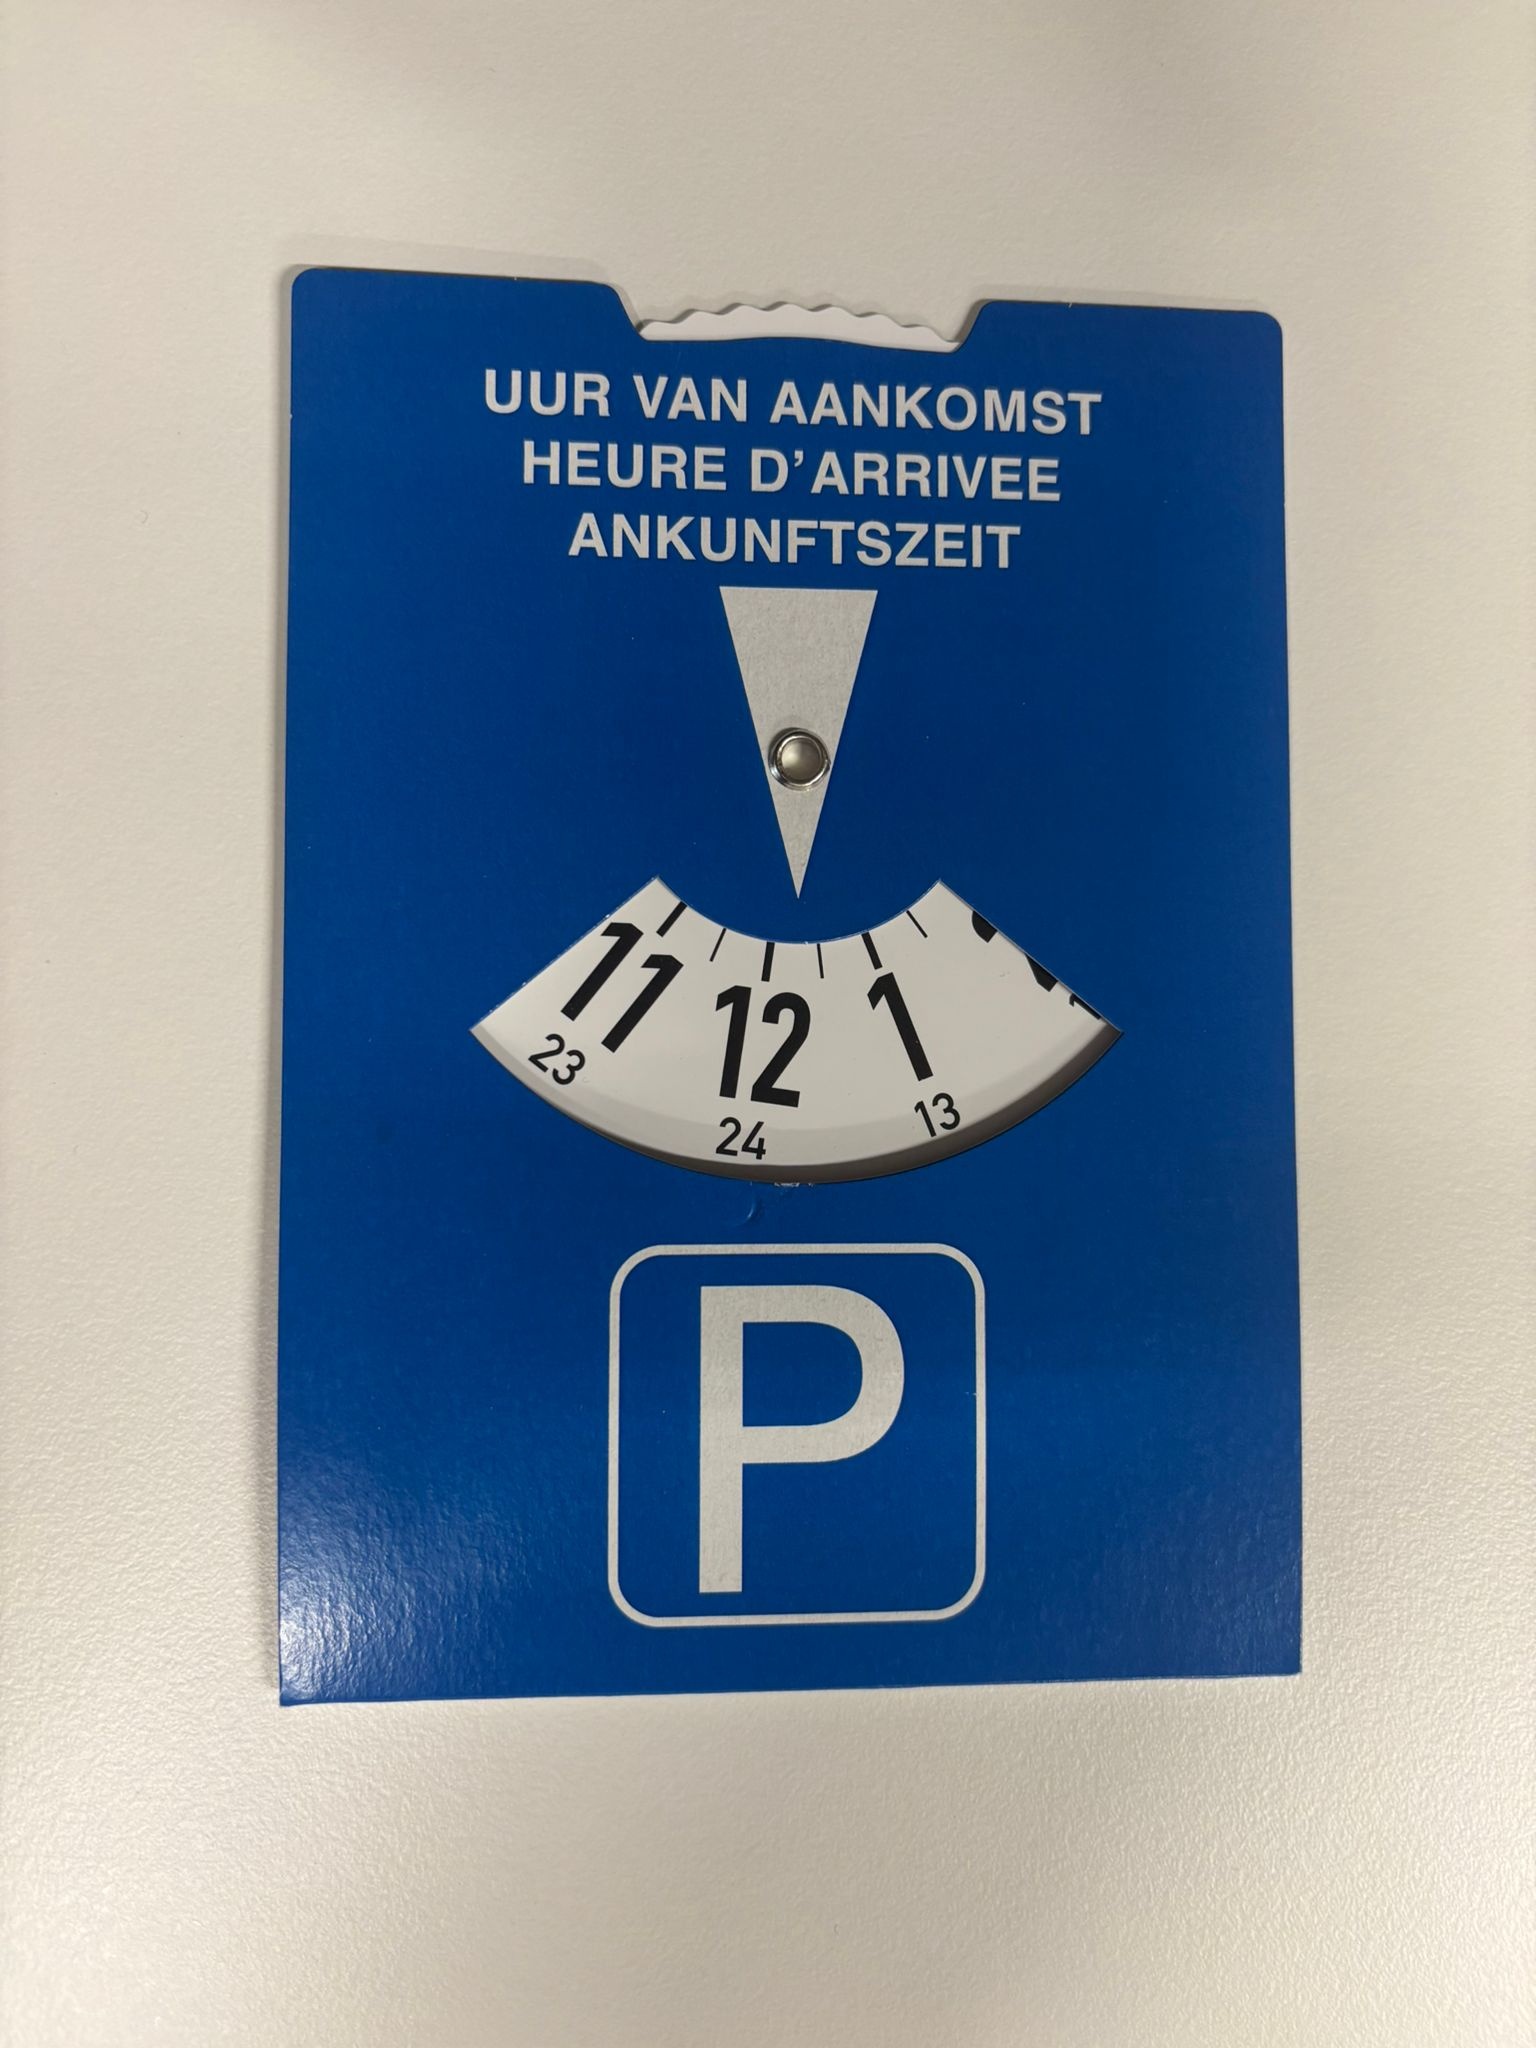 UUR VAN AANKOMST
HEURE D'ARRIVEE
ANKUNFTSZEIT
11 12 1
23 24 13
P